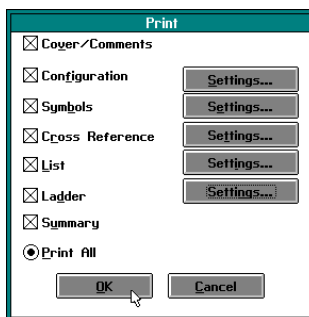 Print
Cover/Comments
Configuration Settings...
Symbols Settings...
Cross Reference Settings...
List Settings...
Ladder Settings...
Summary
Print All
OK Cancel